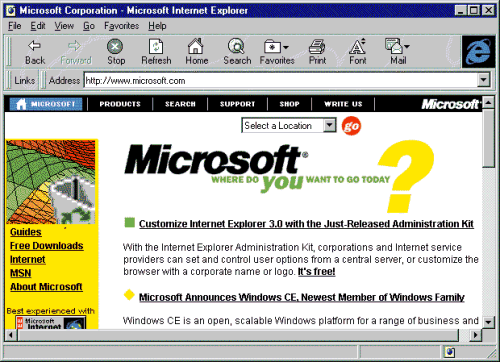 Microsoft Corporation - Microsoft Internet Explorer
File Edit View Go Favorites Help
Back Forward Stop Refresh Home Search Favorites Print Font Mail
Links Address http://www.microsoft.com
MICROSOFT PRODUCTS SEARCH SUPPORT SHOP WRITE US Microsoft
Select a Location go
Microsoft®
WHERE DO you WANT TO GO TODAY ?
Guides
Free Downloads
Internet
MSN
About Microsoft
Best experienced with
Microsoft
Internet
Customize Internet Explorer 3.0 with the Just-Released Administration Kit
With the Internet Explorer Administration Kit, corporations and Internet service
providers can set and control user options from a central server, or customize the
browser with a corporate name or logo. It's free!
Microsoft Announces Windows CE, Newest Member of Windows Family
Windows CE is an open, scalable Windows platform for a range of business and